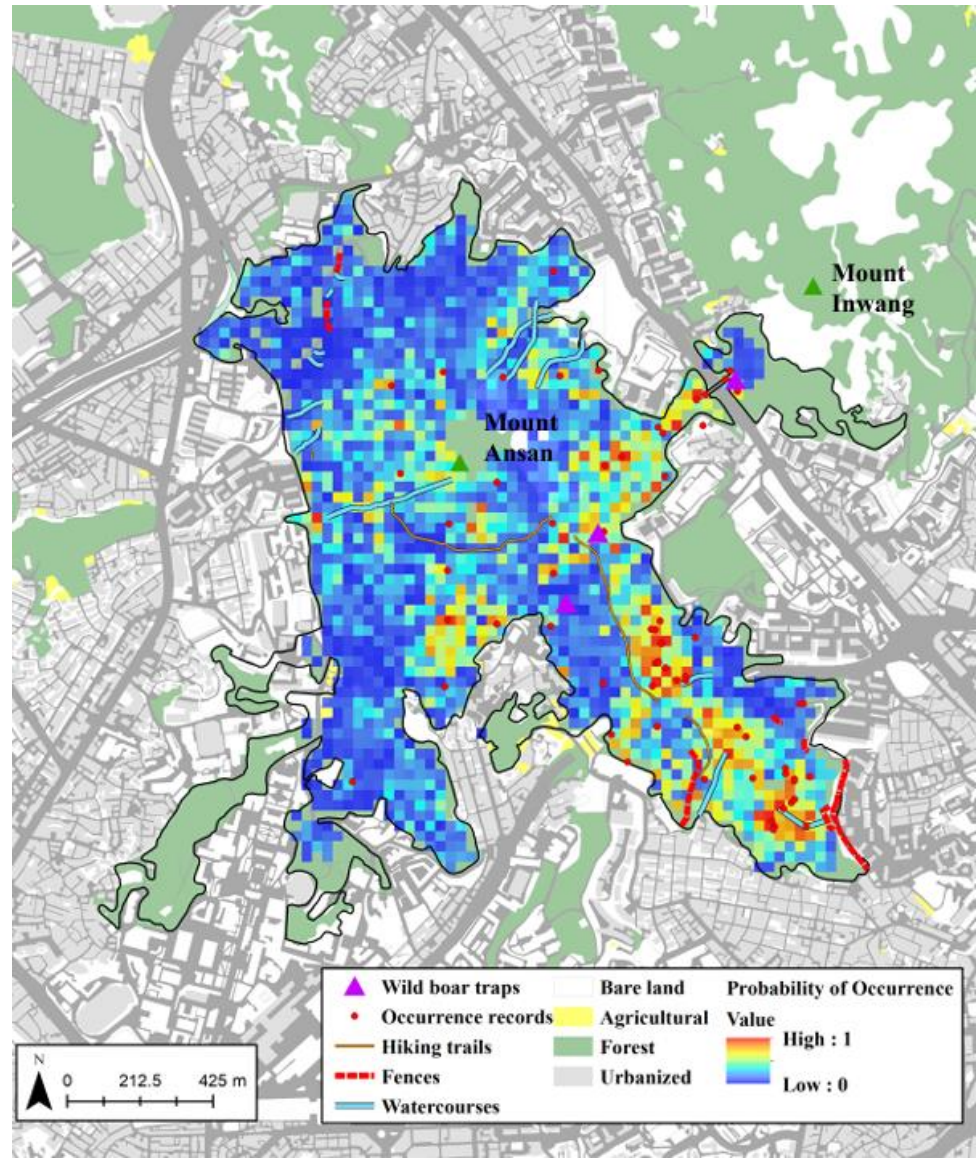 Mount
Inwang
Mount
Ansan
Wild boar traps
Occurrence records
Hiking trails
Fences
Watercourses
Bare land
Agricultural
Forest
Urbanized
Probability of Occurrence
Value
High : 1
Low : 0
N
0 212.5 425 m